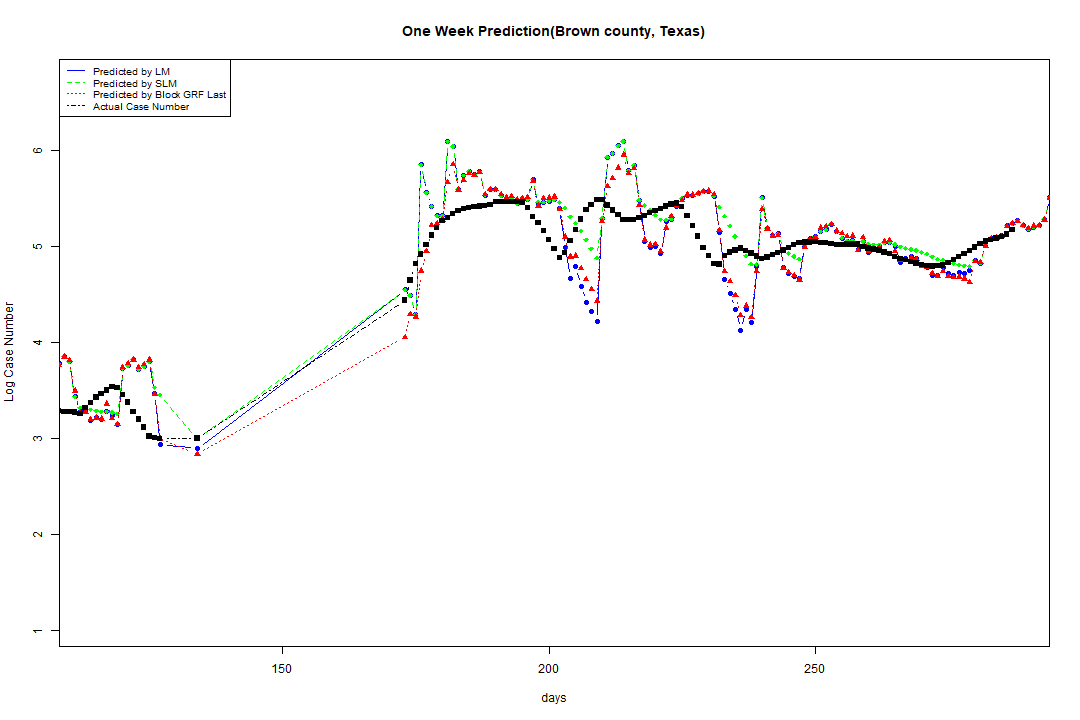 One Week Prediction(Brown county, Texas)
Predicted by LM
Predicted by SLM
Predicted by Block GRF Last
Actual Case Number
Log Case Number
6
5
4
3
2
1
150
200
250
days